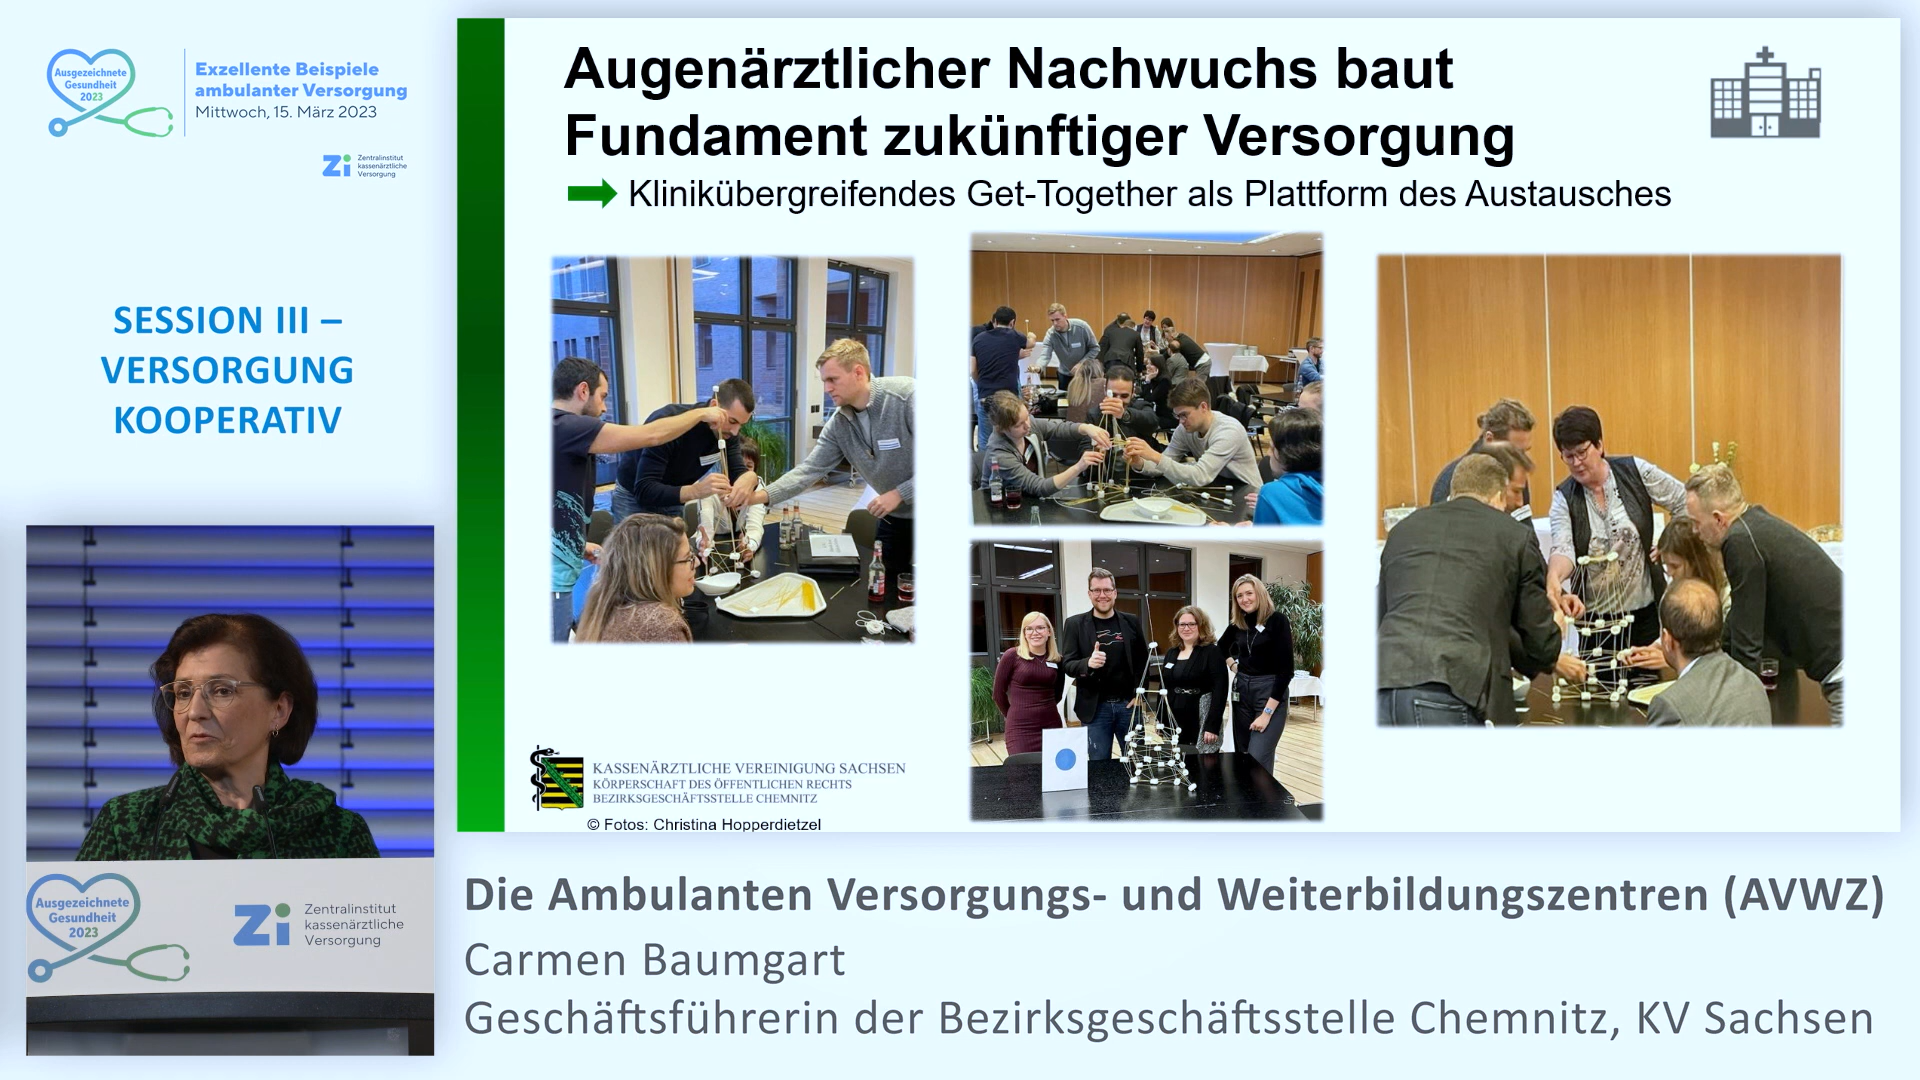 Ausgezeichnete
Gesundheit
2023
Exzellente Beispiele
ambulanter Versorgung
Mittwoch, 15. März 2023
Zi Zentralinstitut
kassenärztliche
Versorgung
SESSION III –
VERSORGUNG
KOOPERATIV
Augenärztlicher Nachwuchs baut
Fundament zukünftiger Versorgung
Klinikübergreifendes Get-Together als Plattform des Austausches
KASSENÄRZTLICHE VEREINIGUNG SACHSEN
KÖRPERSCHAFT DES ÖFFENTLICHEN RECHTS
BEZIRKSGESCHÄFTSSTELLE CHEMNITZ
© Fotos: Christina Hopperdietzel
Ausgezeichnete
Gesundheit
2023
Zi Zentralinstitut
kassenärztliche
Versorgung
Die Ambulanten Versorgungs- und Weiterbildungszentren (AVWZ)
Carmen Baumgart
Geschäftsführerin der Bezirksgeschäftsstelle Chemnitz, KV Sachsen